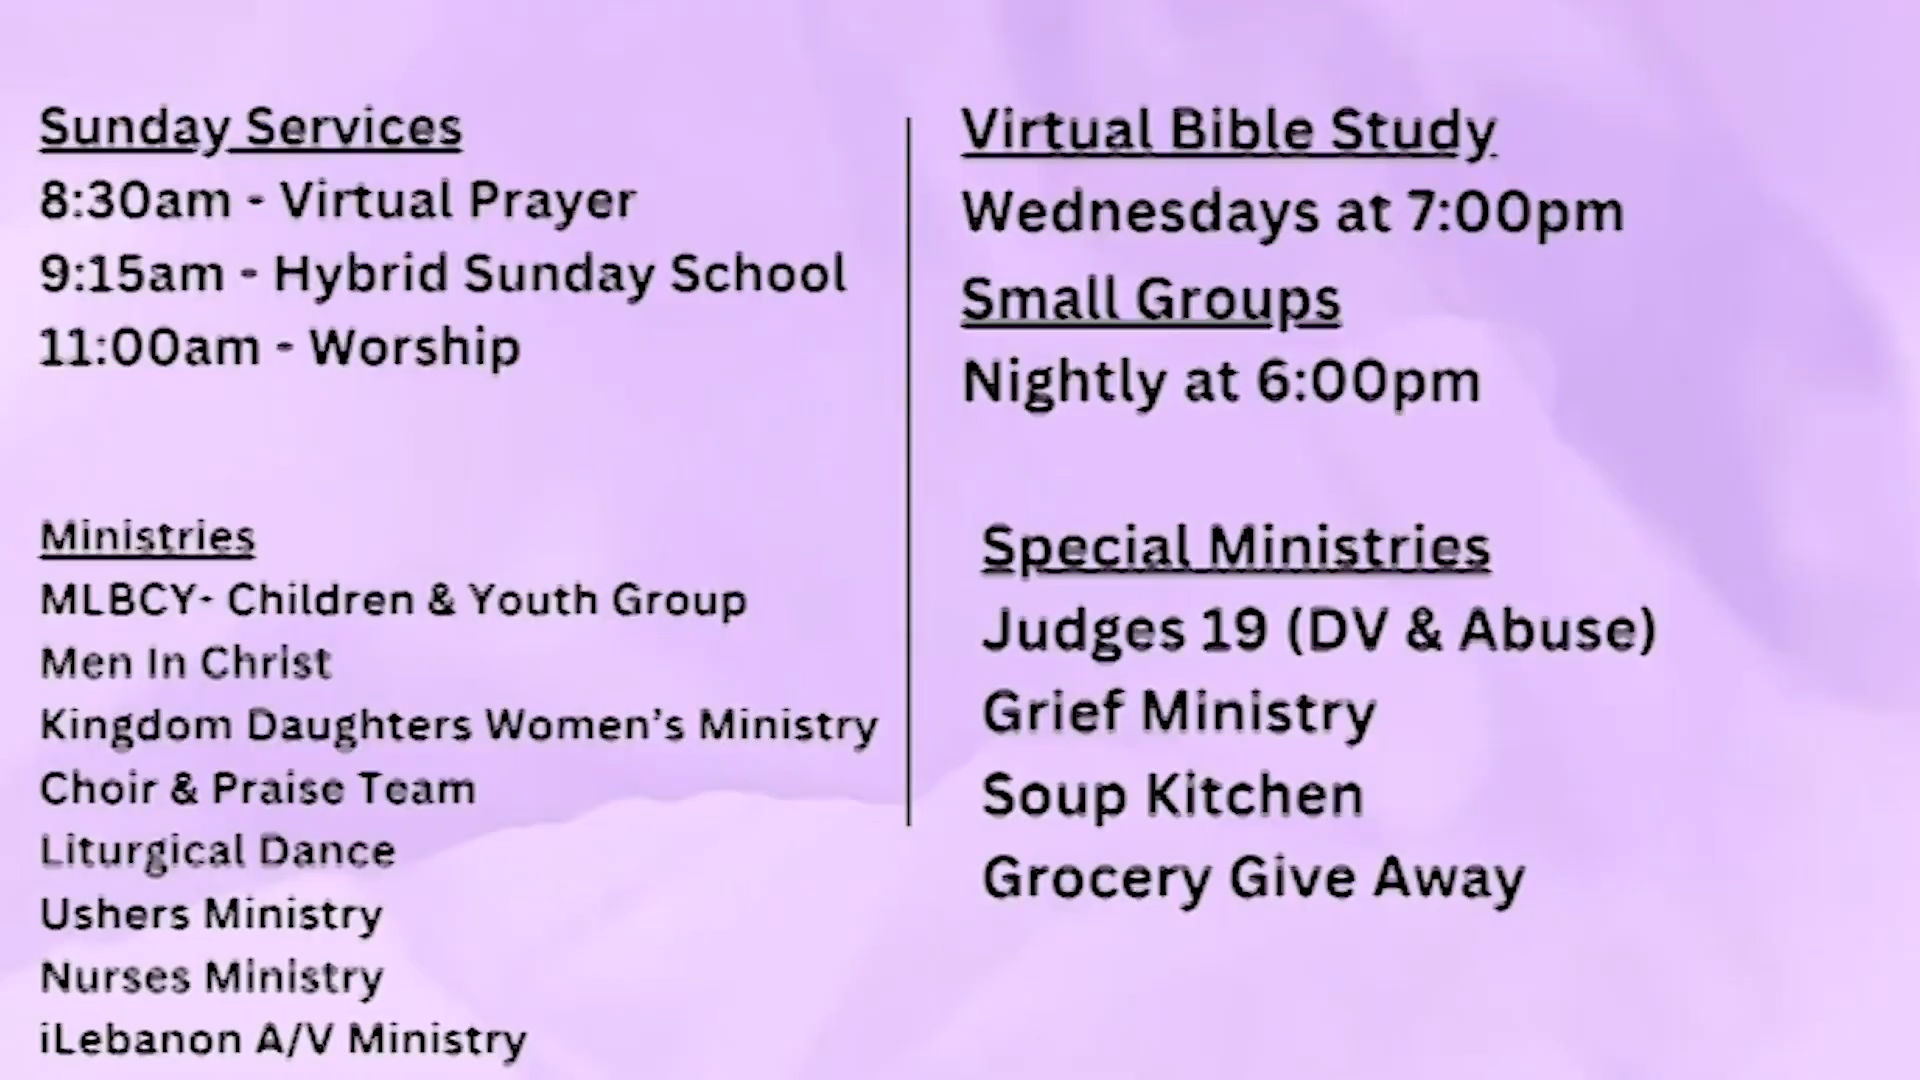 Sunday Services
8:30am - Virtual Prayer
9:15am - Hybrid Sunday School
11:00am - Worship
Ministries
MLBCY- Children & Youth Group
Men In Christ
Kingdom Daughters Women's Ministry
Choir & Praise Team
Liturgical Dance
Ushers Ministry
Nurses Ministry
iLebanon A/V Ministry
Virtual Bible Study
Wednesdays at 7:00pm
Small Groups
Nightly at 6:00pm
Special Ministries
Judges 19 (DV & Abuse)
Grief Ministry
Soup Kitchen
Grocery Give Away